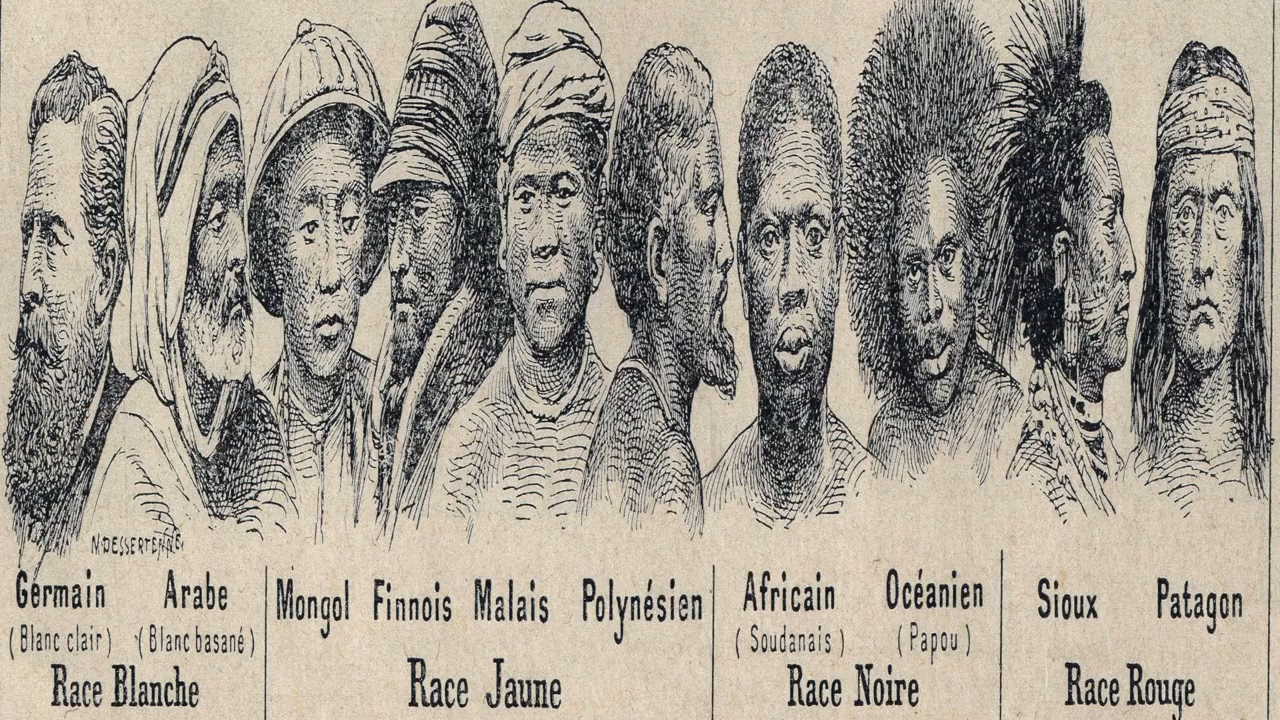 M·DESSERTENNE
Germain Arabe Mongol Finnois Malais Polynésien Africain Océanien Sioux Patagon
(Blanc clair) (Blanc basané) (Soudanais) (Papou)
Race Blanche Race Jaune Race Noire Race Rouge